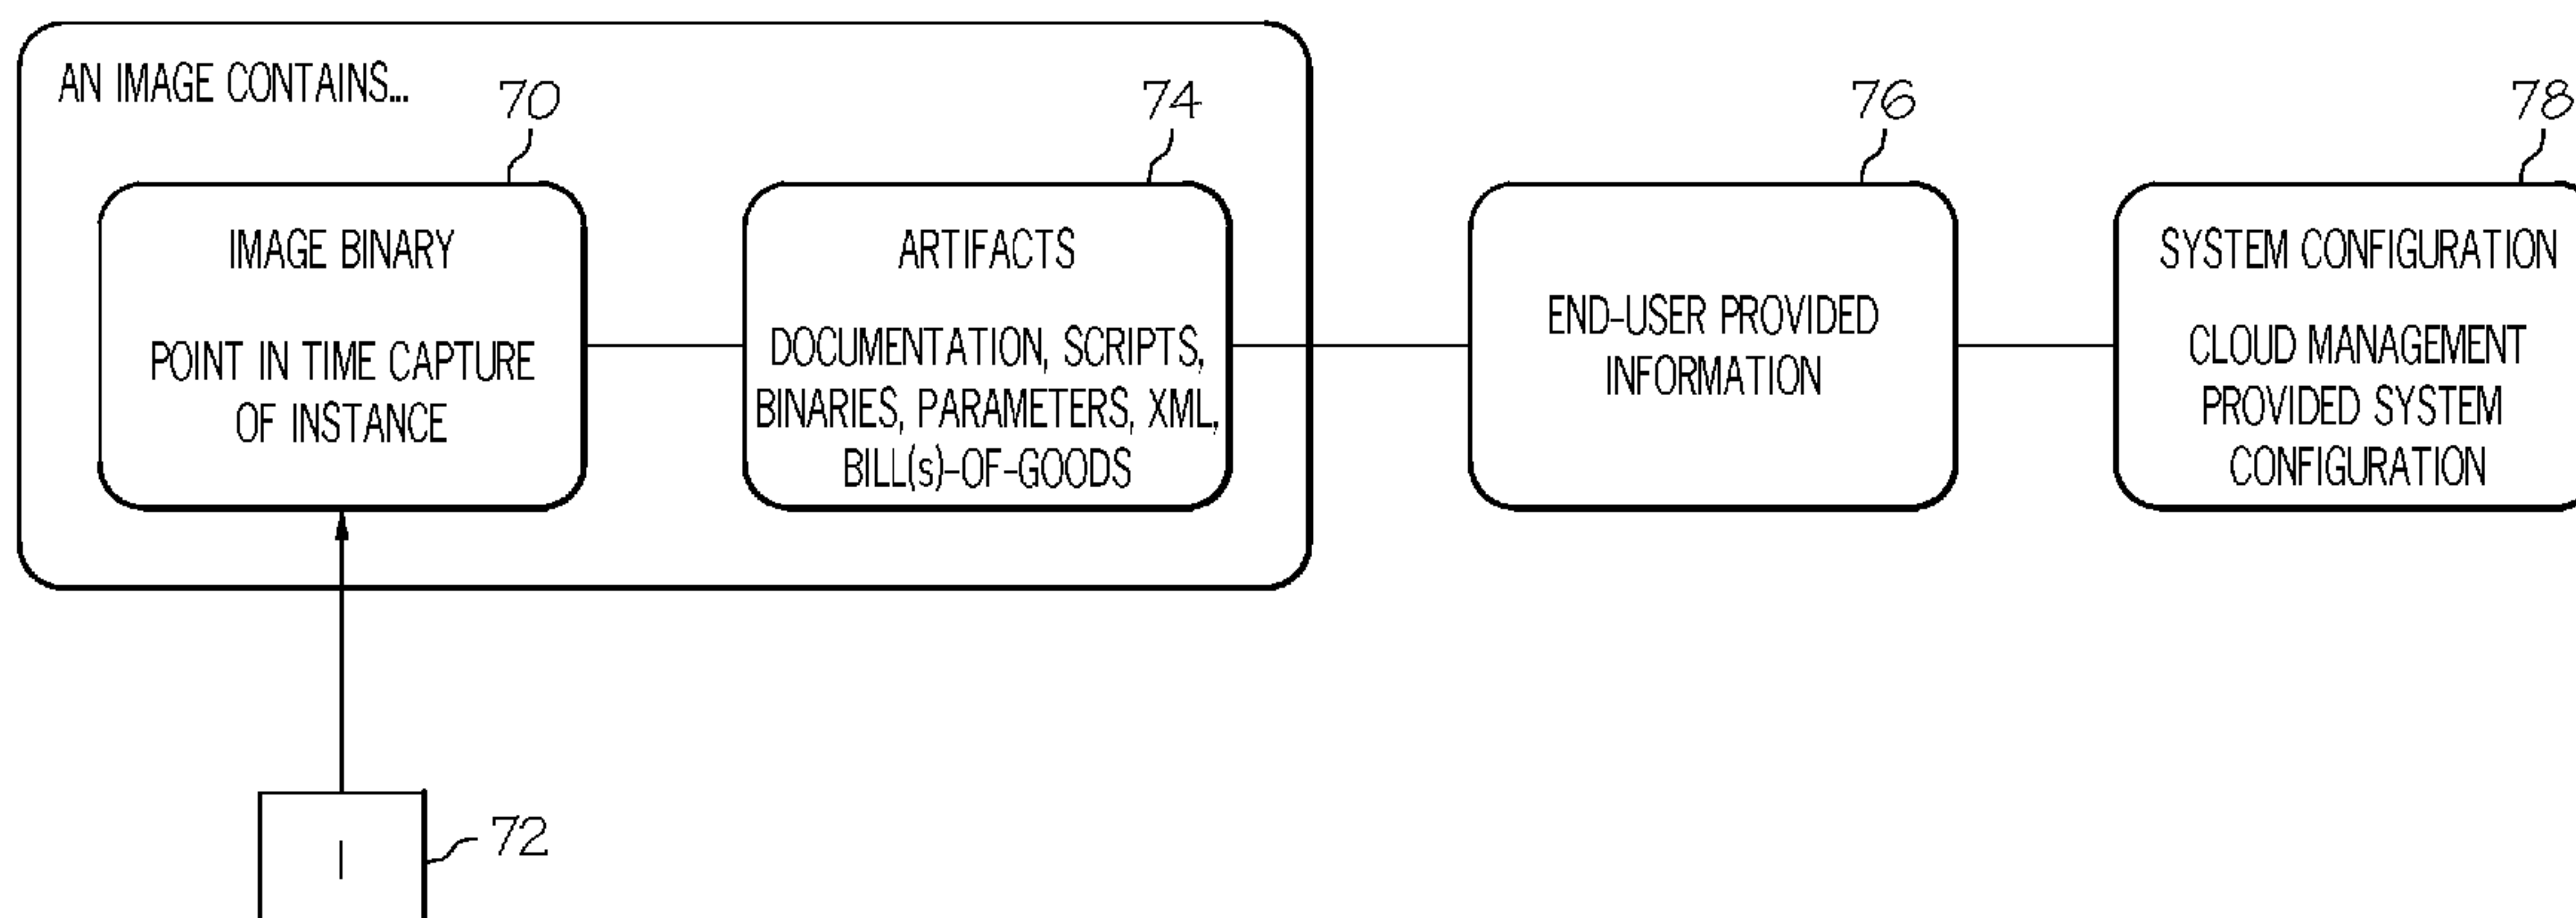 AN IMAGE CONTAINS...
70
74
76
78
IMAGE BINARY
POINT IN TIME CAPTURE
OF INSTANCE
ARTIFACTS
DOCUMENTATION, SCRIPTS,
BINARIES, PARAMETERS, XML,
BILL(s)-OF-GOODS
END-USER PROVIDED
INFORMATION
SYSTEM CONFIGURATION
CLOUD MANAGEMENT
PROVIDED SYSTEM
CONFIGURATION
I
72